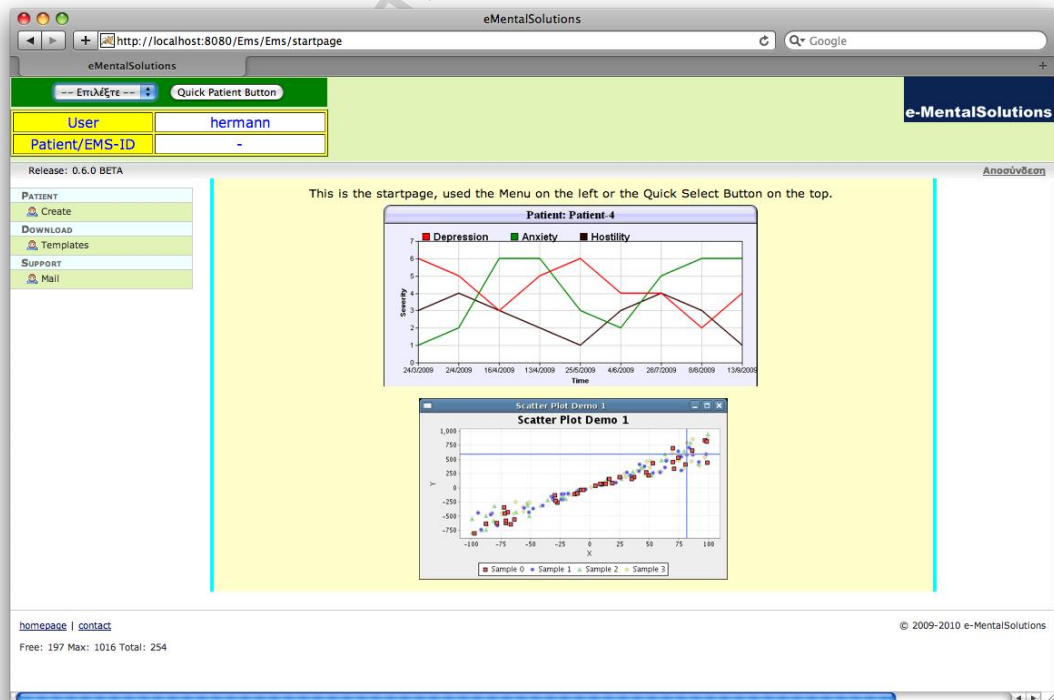 eMentalSolutions
http://localhost:8080/Ems/Ems/startpage
Google
eMentalSolutions
-- Επιλέξτε --
Quick Patient Button
e-MentalSolutions
User hermann
Patient/EMS-ID -
Release: 0.6.0 BETA
Αποσύνδεση
PATIENT
Create
DOWNLOAD
Templates
SUPPORT
Mail
This is the startpage, used the Menu on the left or the Quick Select Button on the top.
Patient: Patient-4
Depression Anxiety Hostility
7
6
5
4
3
2
1
0
Severity
24/3/2009 2/4/2009 16/4/2009 13/4/2009 25/5/2009 4/6/2009 26/7/2009 8/8/2009 13/9/2009
Time
Scatter Plot Demo 1
Scatter Plot Demo 1
1,000
750
500
250
0
-250
-500
-750
Y
-100 -75 -50 -25 0 25 50 75 100
X
Sample 0 Sample 1 Sample 2 Sample 3
homepage | contact
© 2009-2010 e-MentalSolutions
Free: 197 Max: 1016 Total: 254